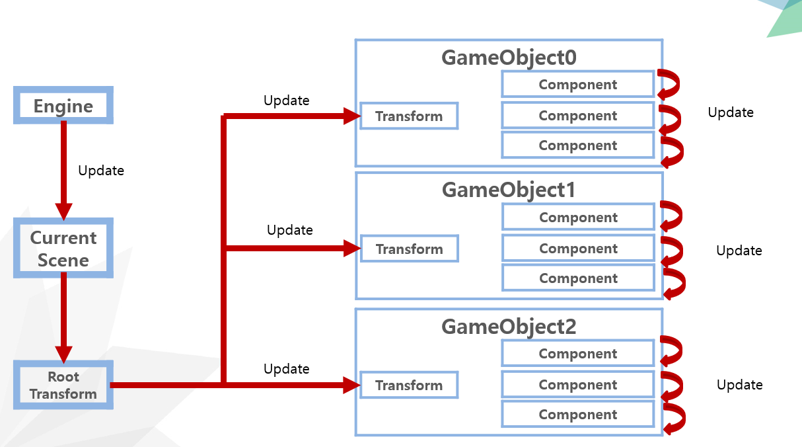 Engine
Update
Current
Scene
Root
Transform
Update
GameObject0
Transform
Component
Component
Component
Update
Update
GameObject1
Transform
Component
Component
Component
Update
Update
GameObject2
Transform
Component
Component
Component
Update